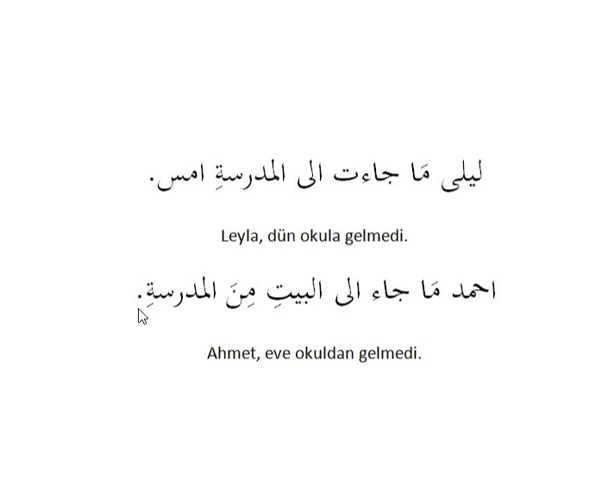 ليلى مَا جاءت الى المدرسةِ امس.
Leyla, dün okula gelmedi.
احمد مَا جاء الى البيتِ مِنَ المدرسةِ.
Ahmet, eve okuldan gelmedi.